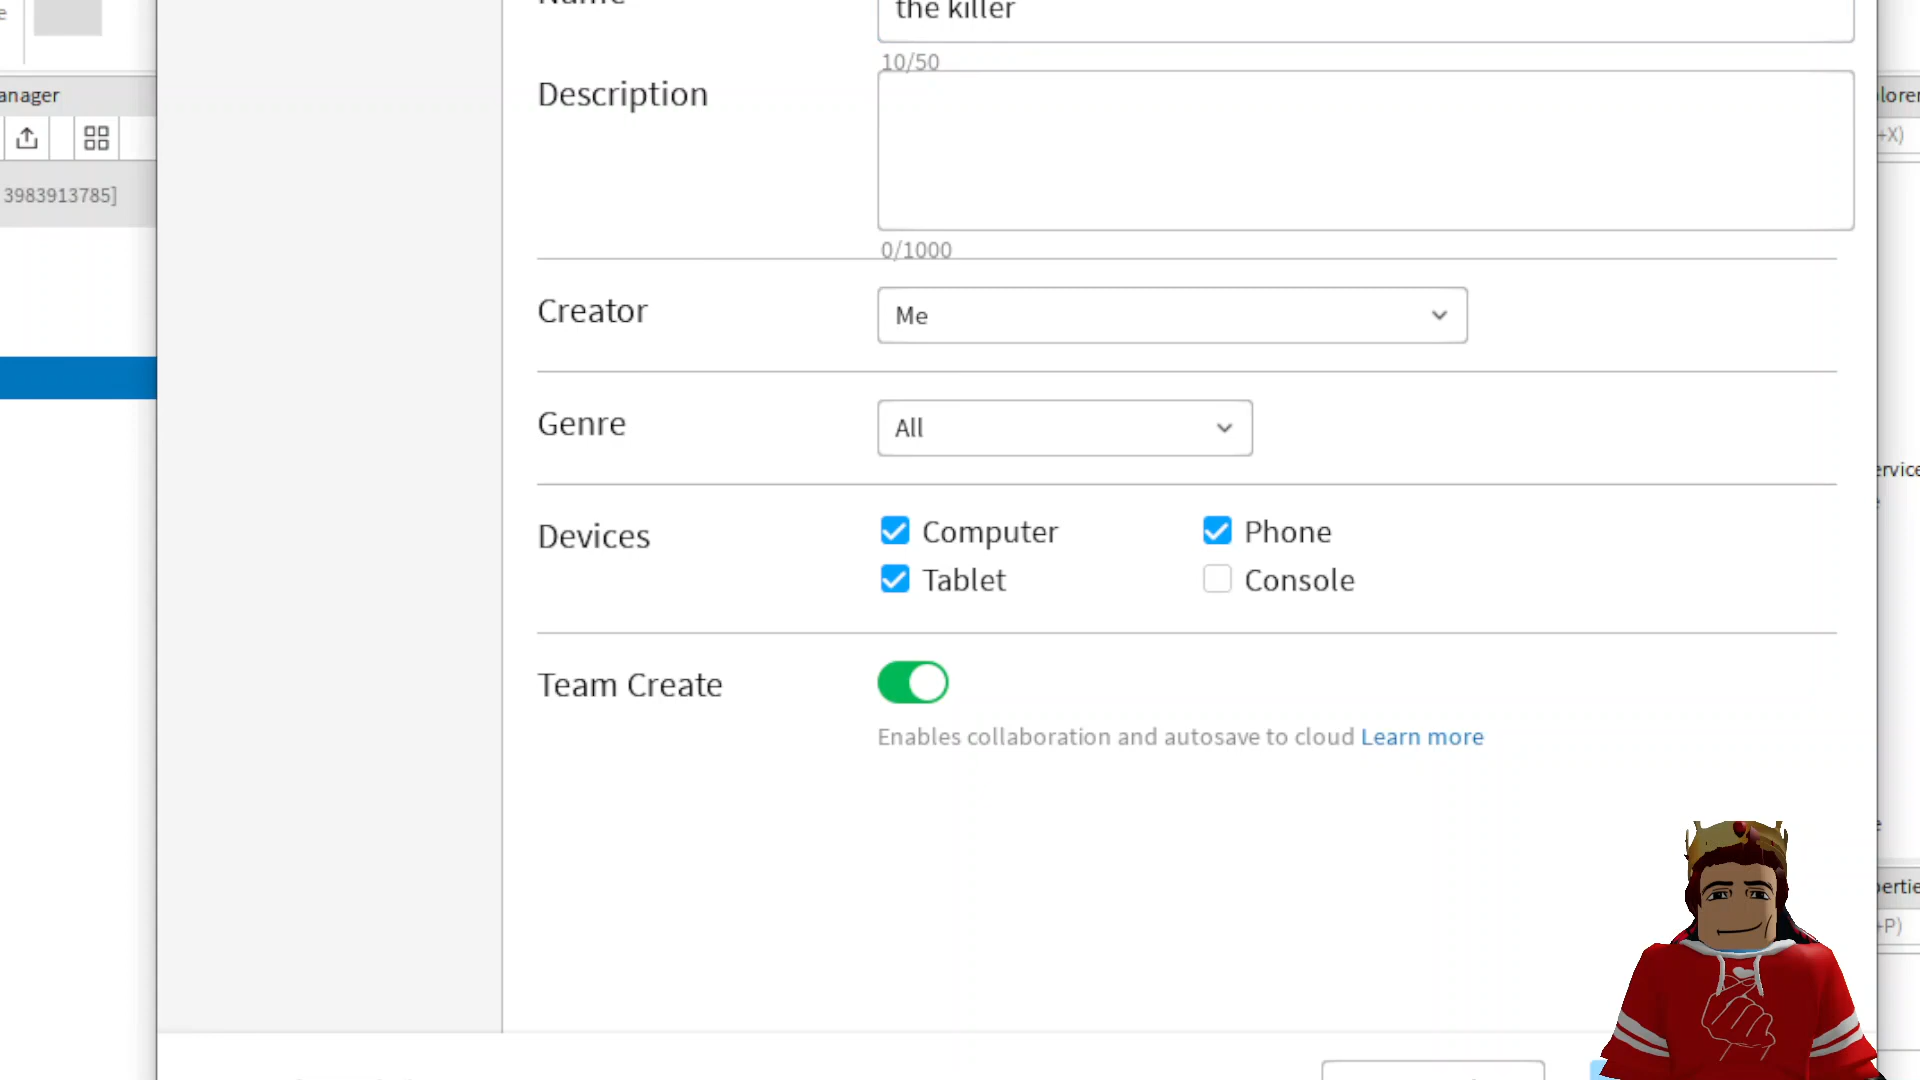 the killer
10/50
anager
Description
+X)
3983913785]
0/1000
Creator
Me
Genre
All
Devices
Computer
Phone
Tablet
Console
Team Create
Enables collaboration and autosave to cloud Learn more
+P)